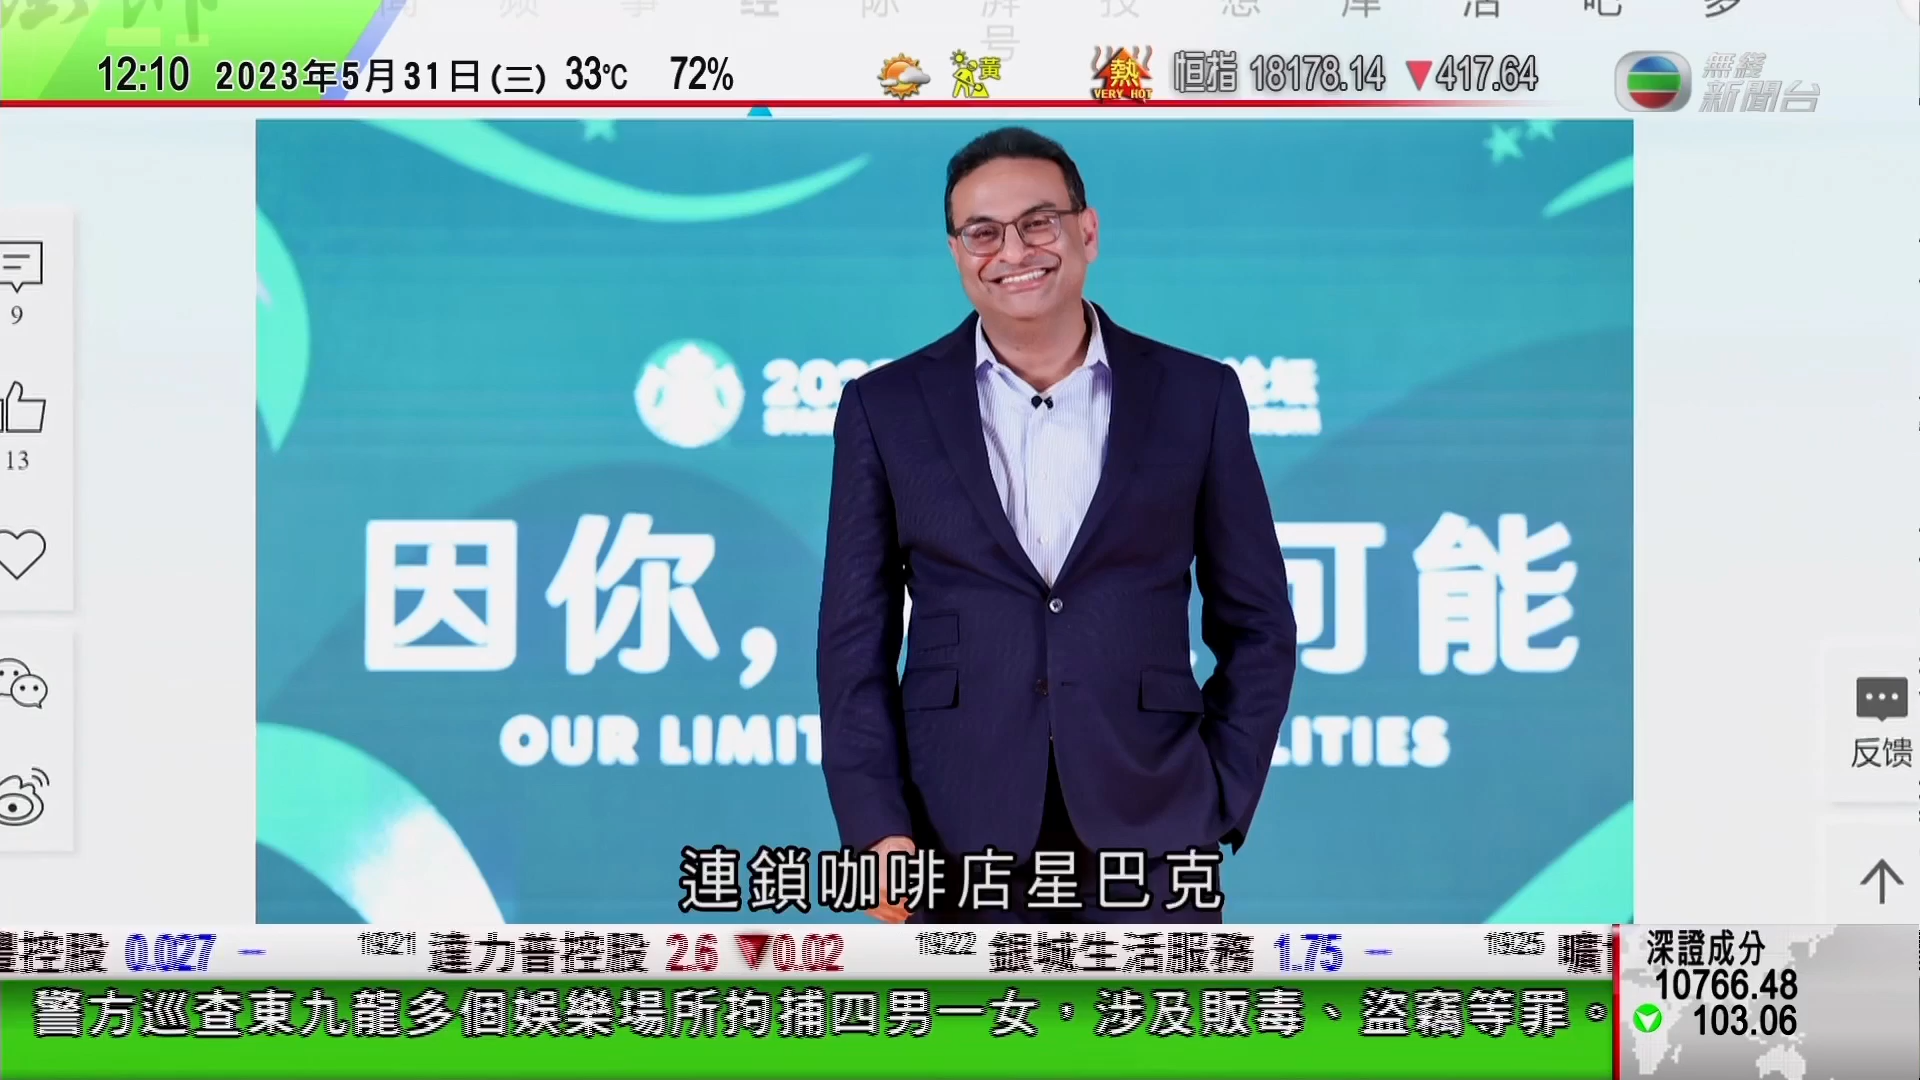 12:10 2023年5月31日(三) 33℃ 72% 黃 熱 VERY HOT 恒指 18178.14 ▼417.64 無綫新聞台
9
13
因你, 可能
OUR LIMIT LITIES
反馈
連鎖咖啡店星巴克
控股 0.027 – 1921 達力普控股 2.6 ▼0.02 1922 銀城生活服務 1.75 – 1925
深證成分
10766.48
103.06
警方巡查東九龍多個娛樂場所拘捕四男一女，涉及販毒、盜竊等罪。